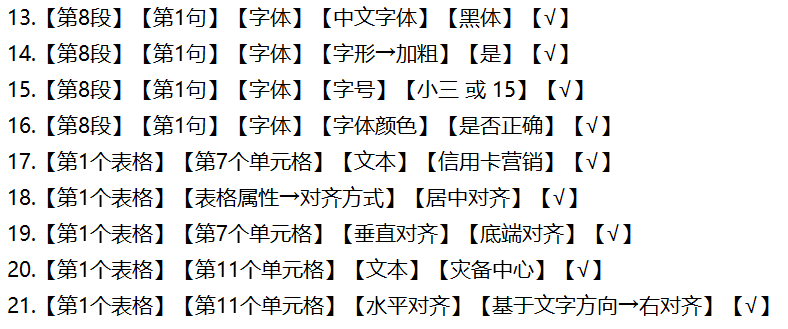 13.【第8段】【第1句】【字体】【中文字体】【黑体】【√】
14.【第8段】【第1句】【字体】【字形→加粗】【是】【√】
15.【第8段】【第1句】【字体】【字号】【小三 或 15】【√】
16.【第8段】【第1句】【字体】【字体颜色】【是否正确】【√】
17.【第1个表格】【第7个单元格】【文本】【信用卡营销】【√】
18.【第1个表格】【表格属性→对齐方式】【居中对齐】【√】
19.【第1个表格】【第7个单元格】【垂直对齐】【底端对齐】【√】
20.【第1个表格】【第11个单元格】【文本】【灾备中心】【√】
21.【第1个表格】【第11个单元格】【水平对齐】【基于文字方向→右对齐】【√】